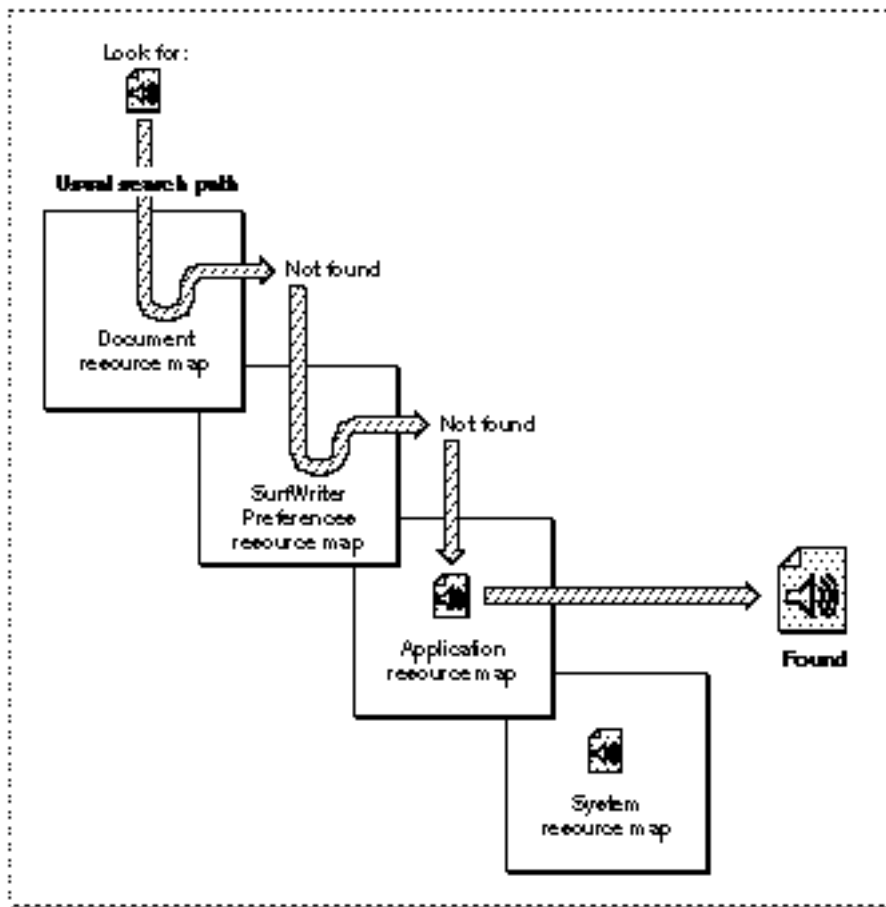 Look for:
Usual search path
Not found
Document
resource map
Not found
SurfWriter
Preferences
resource map
Application
resource map
Found
System
resource map